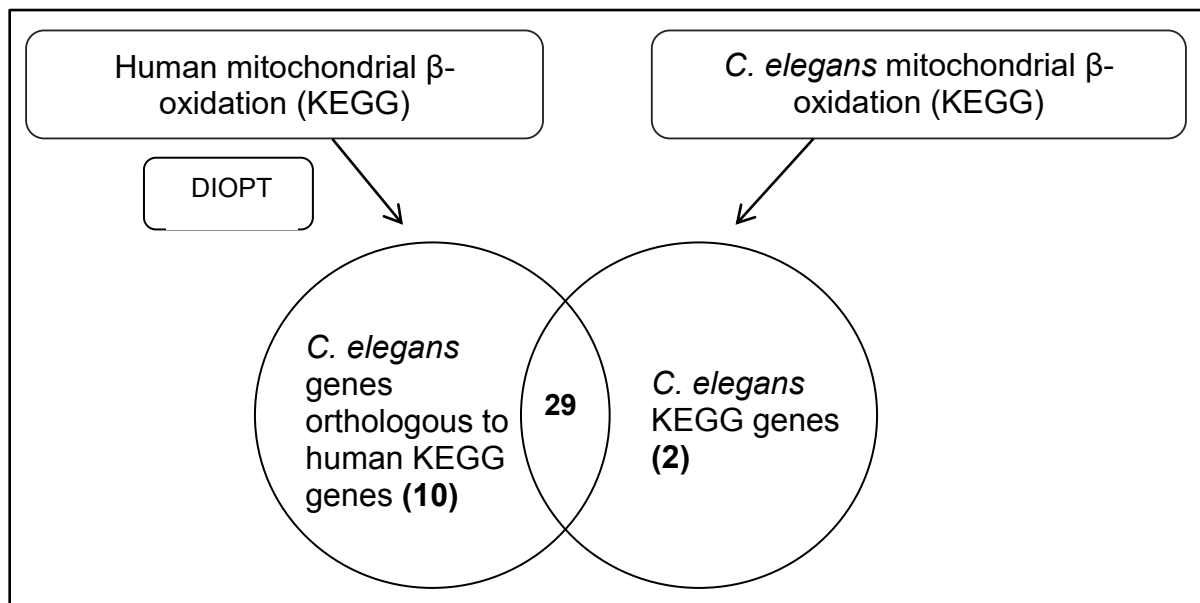 Human mitochondrial β-
oxidation (KEGG)
C. elegans mitochondrial β-
oxidation (KEGG)
DIOPT
C. elegans
genes
orthologous to
human KEGG
genes (10)
29
C. elegans
KEGG genes
(2)